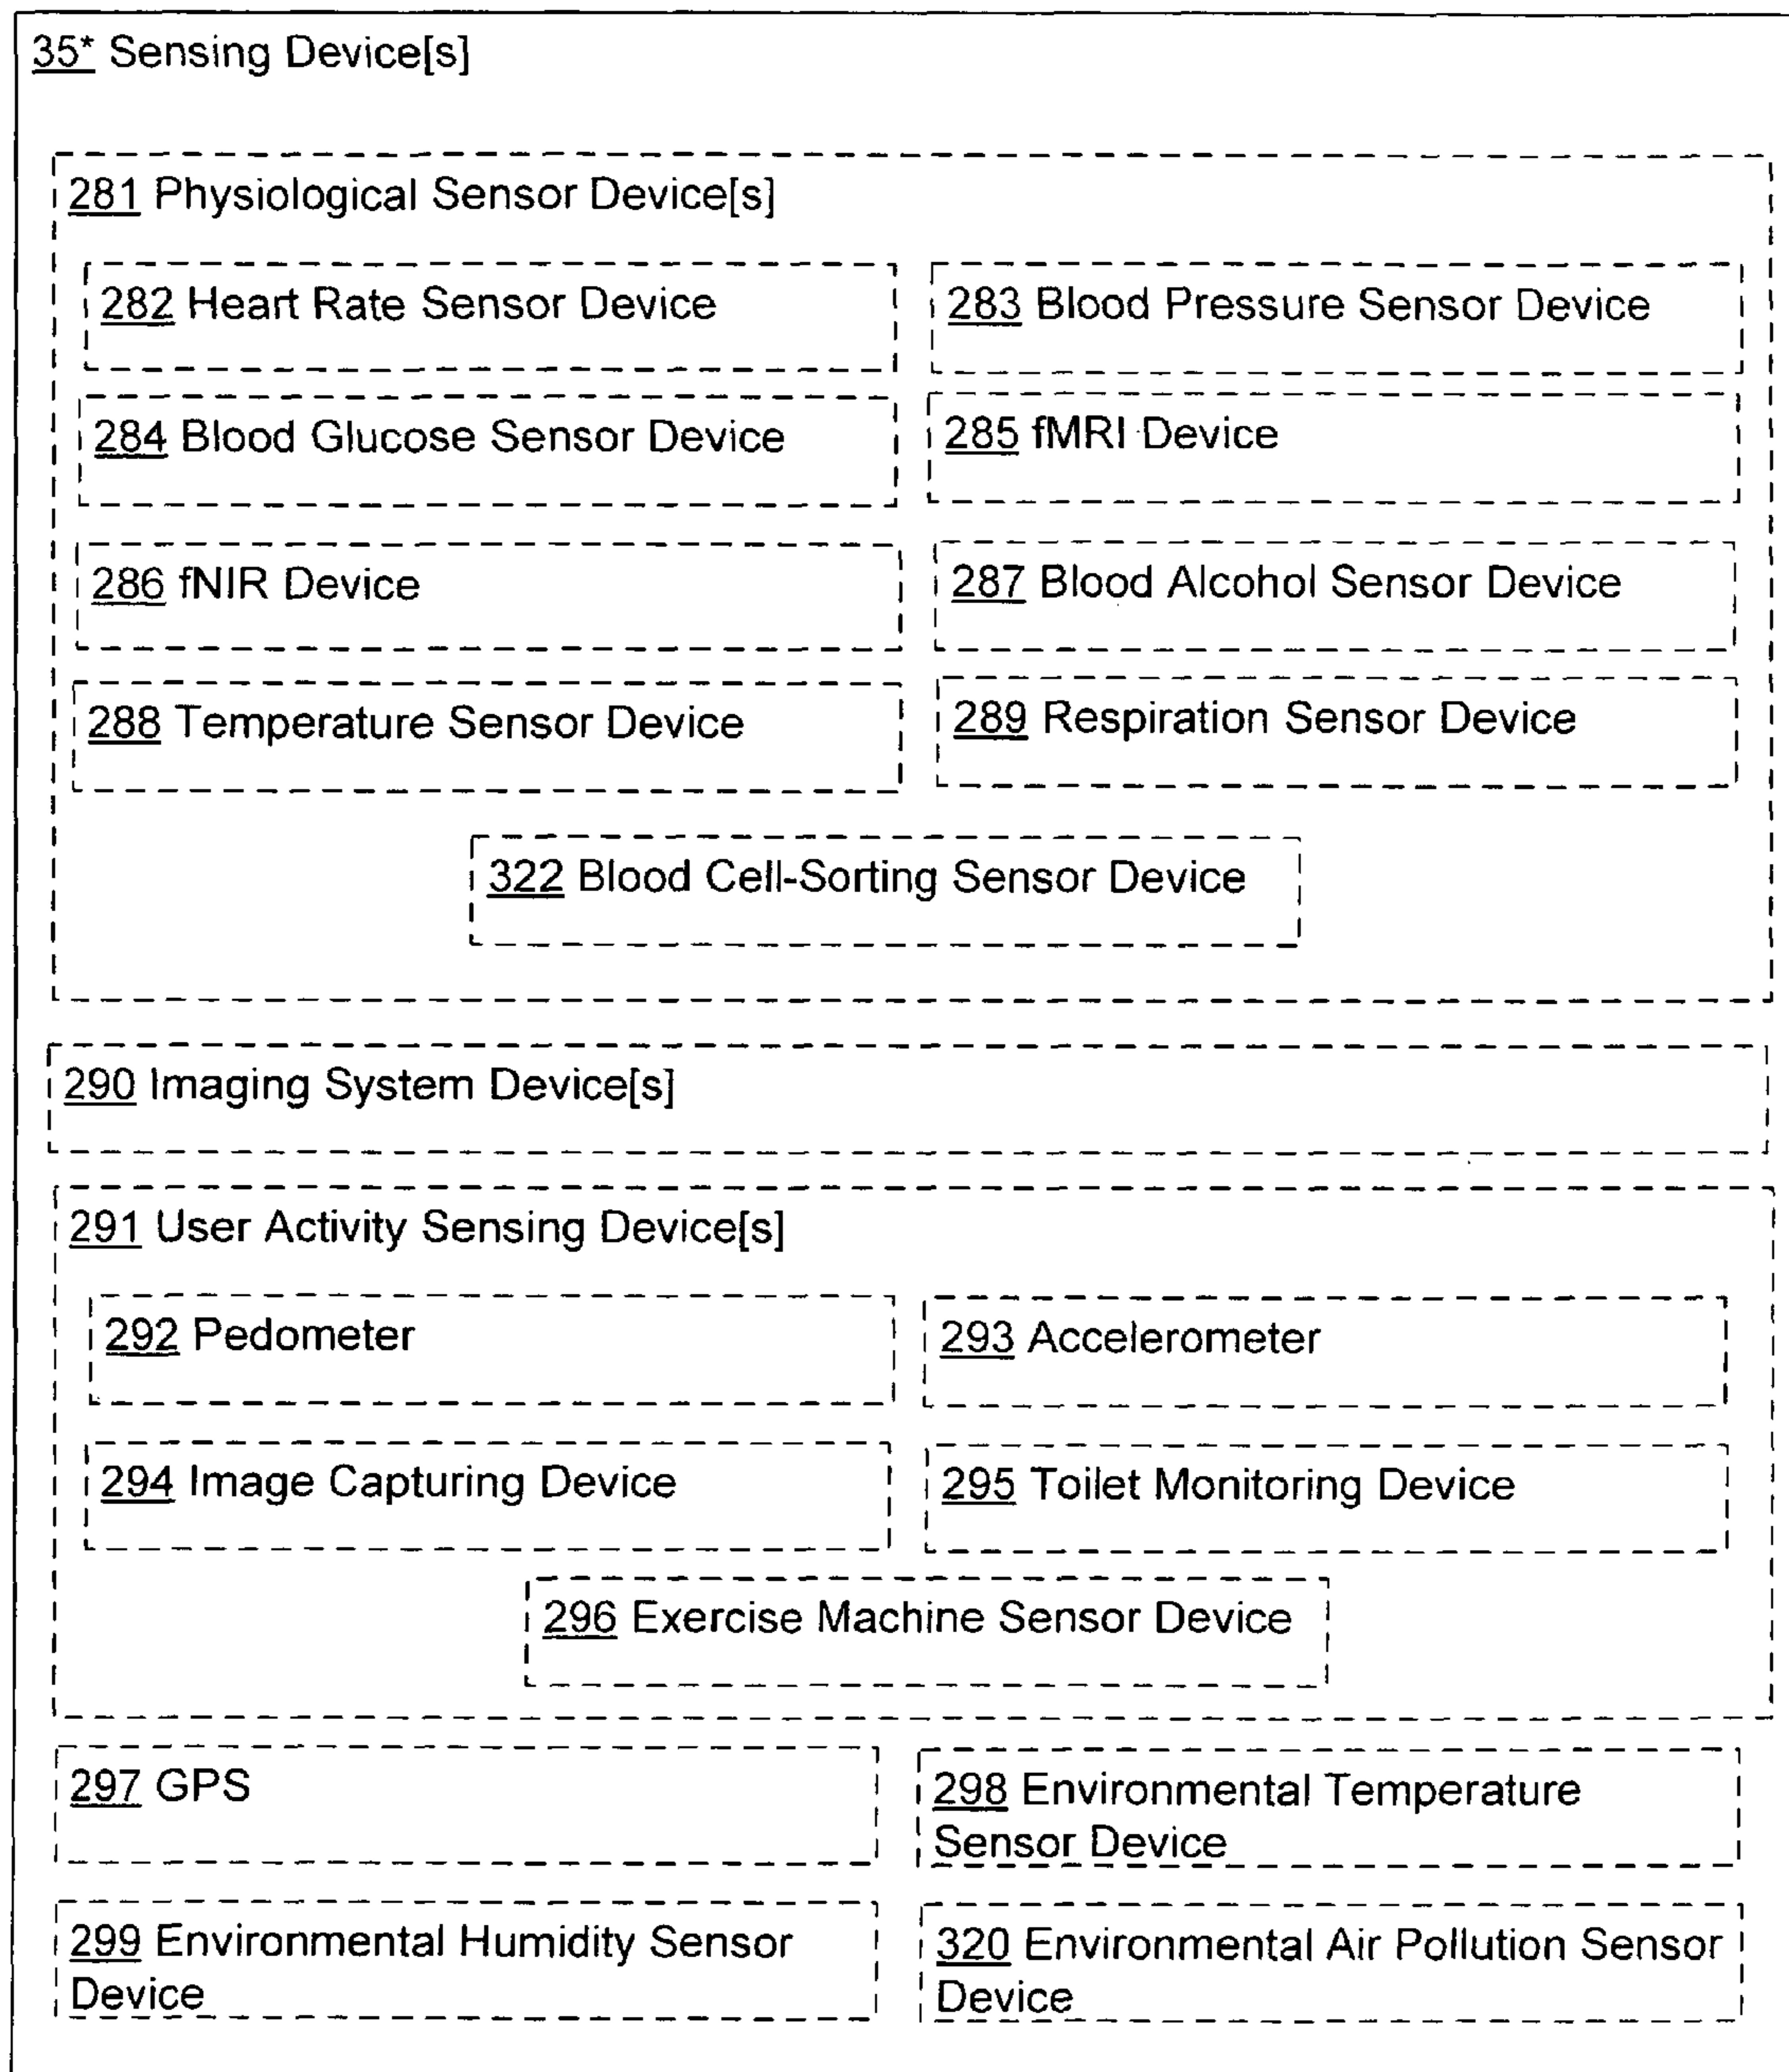 35* Sensing Device[s]
281 Physiological Sensor Device[s]
282 Heart Rate Sensor Device
283 Blood Pressure Sensor Device
284 Blood Glucose Sensor Device
285 fMRI Device
286 fNIR Device
287 Blood Alcohol Sensor Device
288 Temperature Sensor Device
289 Respiration Sensor Device
322 Blood Cell-Sorting Sensor Device
290 Imaging System Device[s]
291 User Activity Sensing Device[s]
292 Pedometer
293 Accelerometer
294 Image Capturing Device
295 Toilet Monitoring Device
296 Exercise Machine Sensor Device
297 GPS
298 Environmental Temperature
Sensor Device
299 Environmental Humidity Sensor
Device
320 Environmental Air Pollution Sensor
Device